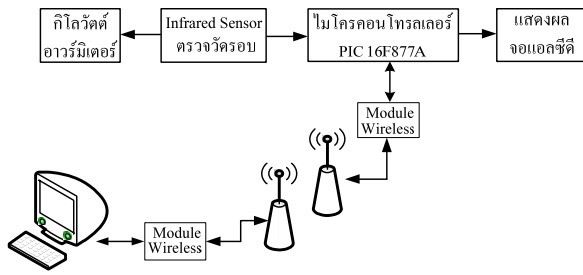 กิโลวัตต์
อาวร์มิเตอร์
Infrared Sensor
ตรวจวัดรอบ
ไมโครคอนโทรลเลอร์
PIC 16F877A
แสดงผล
จอแอลซีดี
Module
Wireless
Module
Wireless